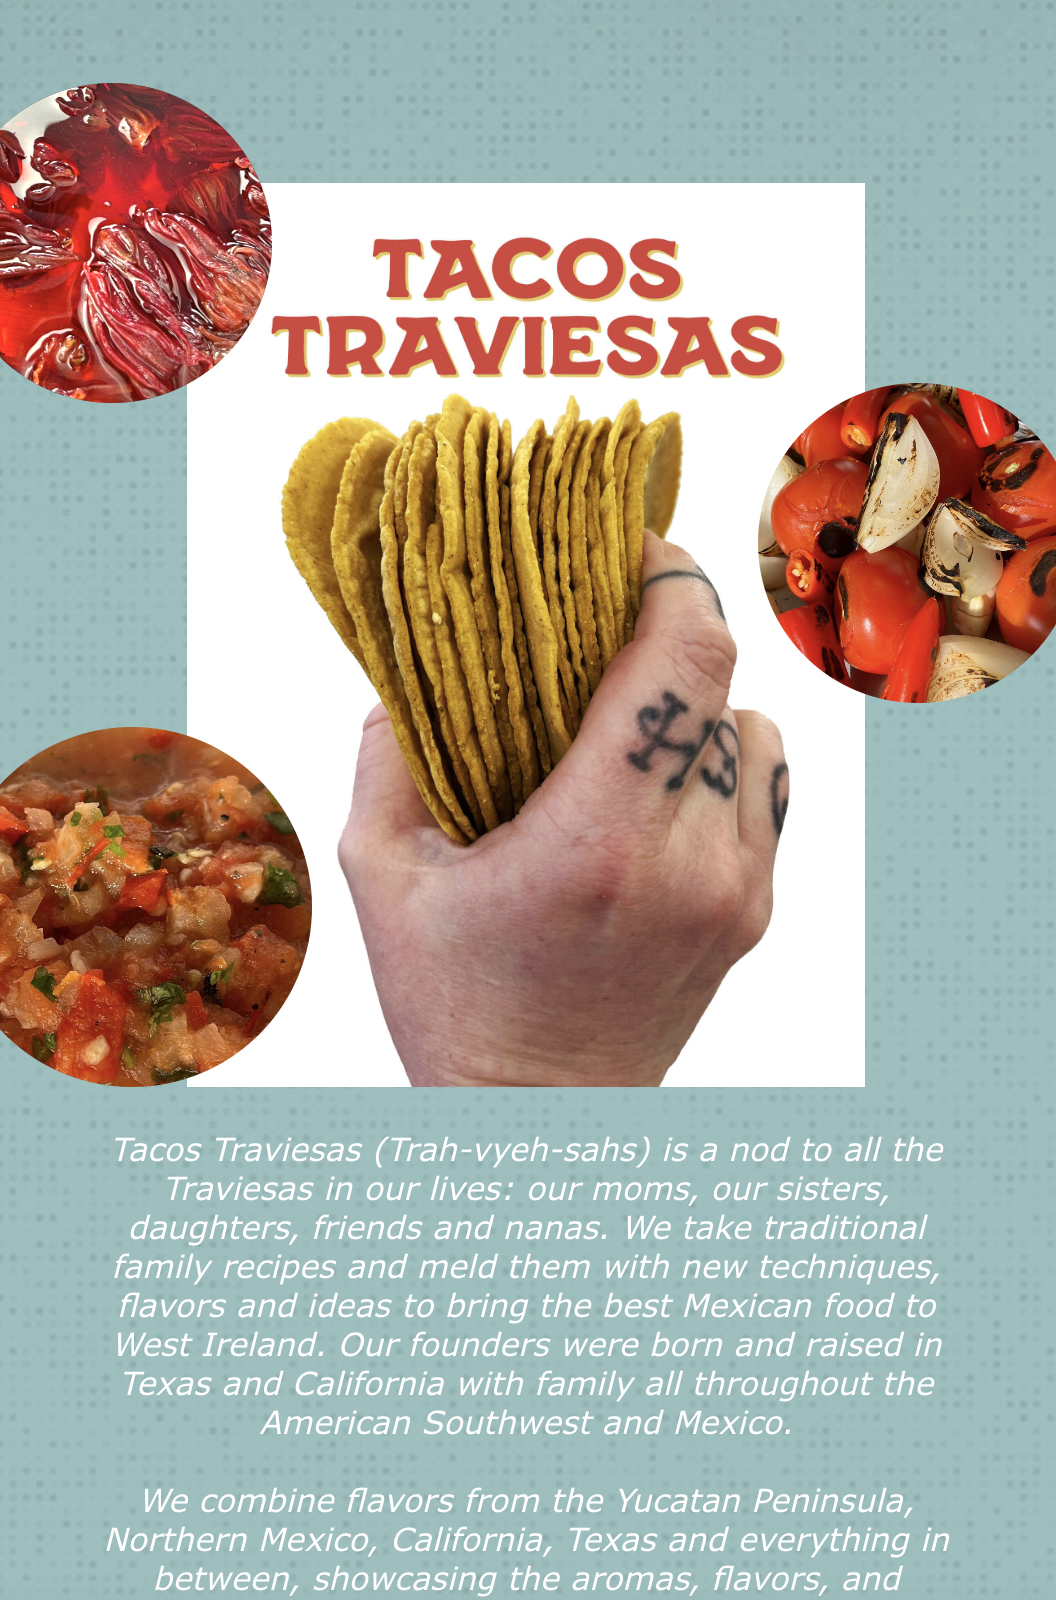 TACOS
TRAVIESAS
Tacos Traviesas (Trah-vyeh-sahs) is a nod to all the
Traviesas in our lives: our moms, our sisters,
daughters, friends and nanas. We take traditional
family recipes and meld them with new techniques,
flavors and ideas to bring the best Mexican food to
West Ireland. Our founders were born and raised in
Texas and California with family all throughout the
American Southwest and Mexico.
We combine flavors from the Yucatan Peninsula,
Northern Mexico, California, Texas and everything in
between, showcasing the aromas, flavors, and